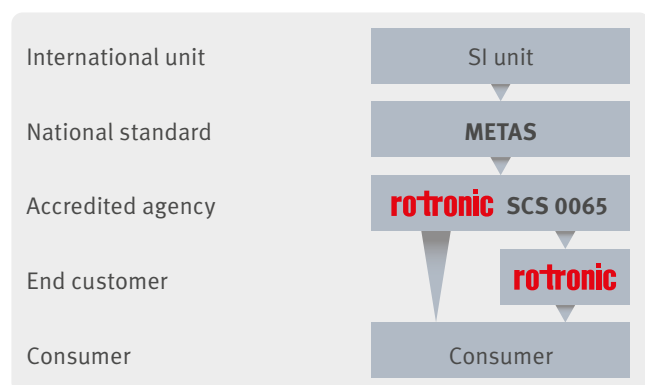 International unit SI unit
National standard METAS
Accredited agency rotronic SCS 0065
End customer rotronic
Consumer Consumer